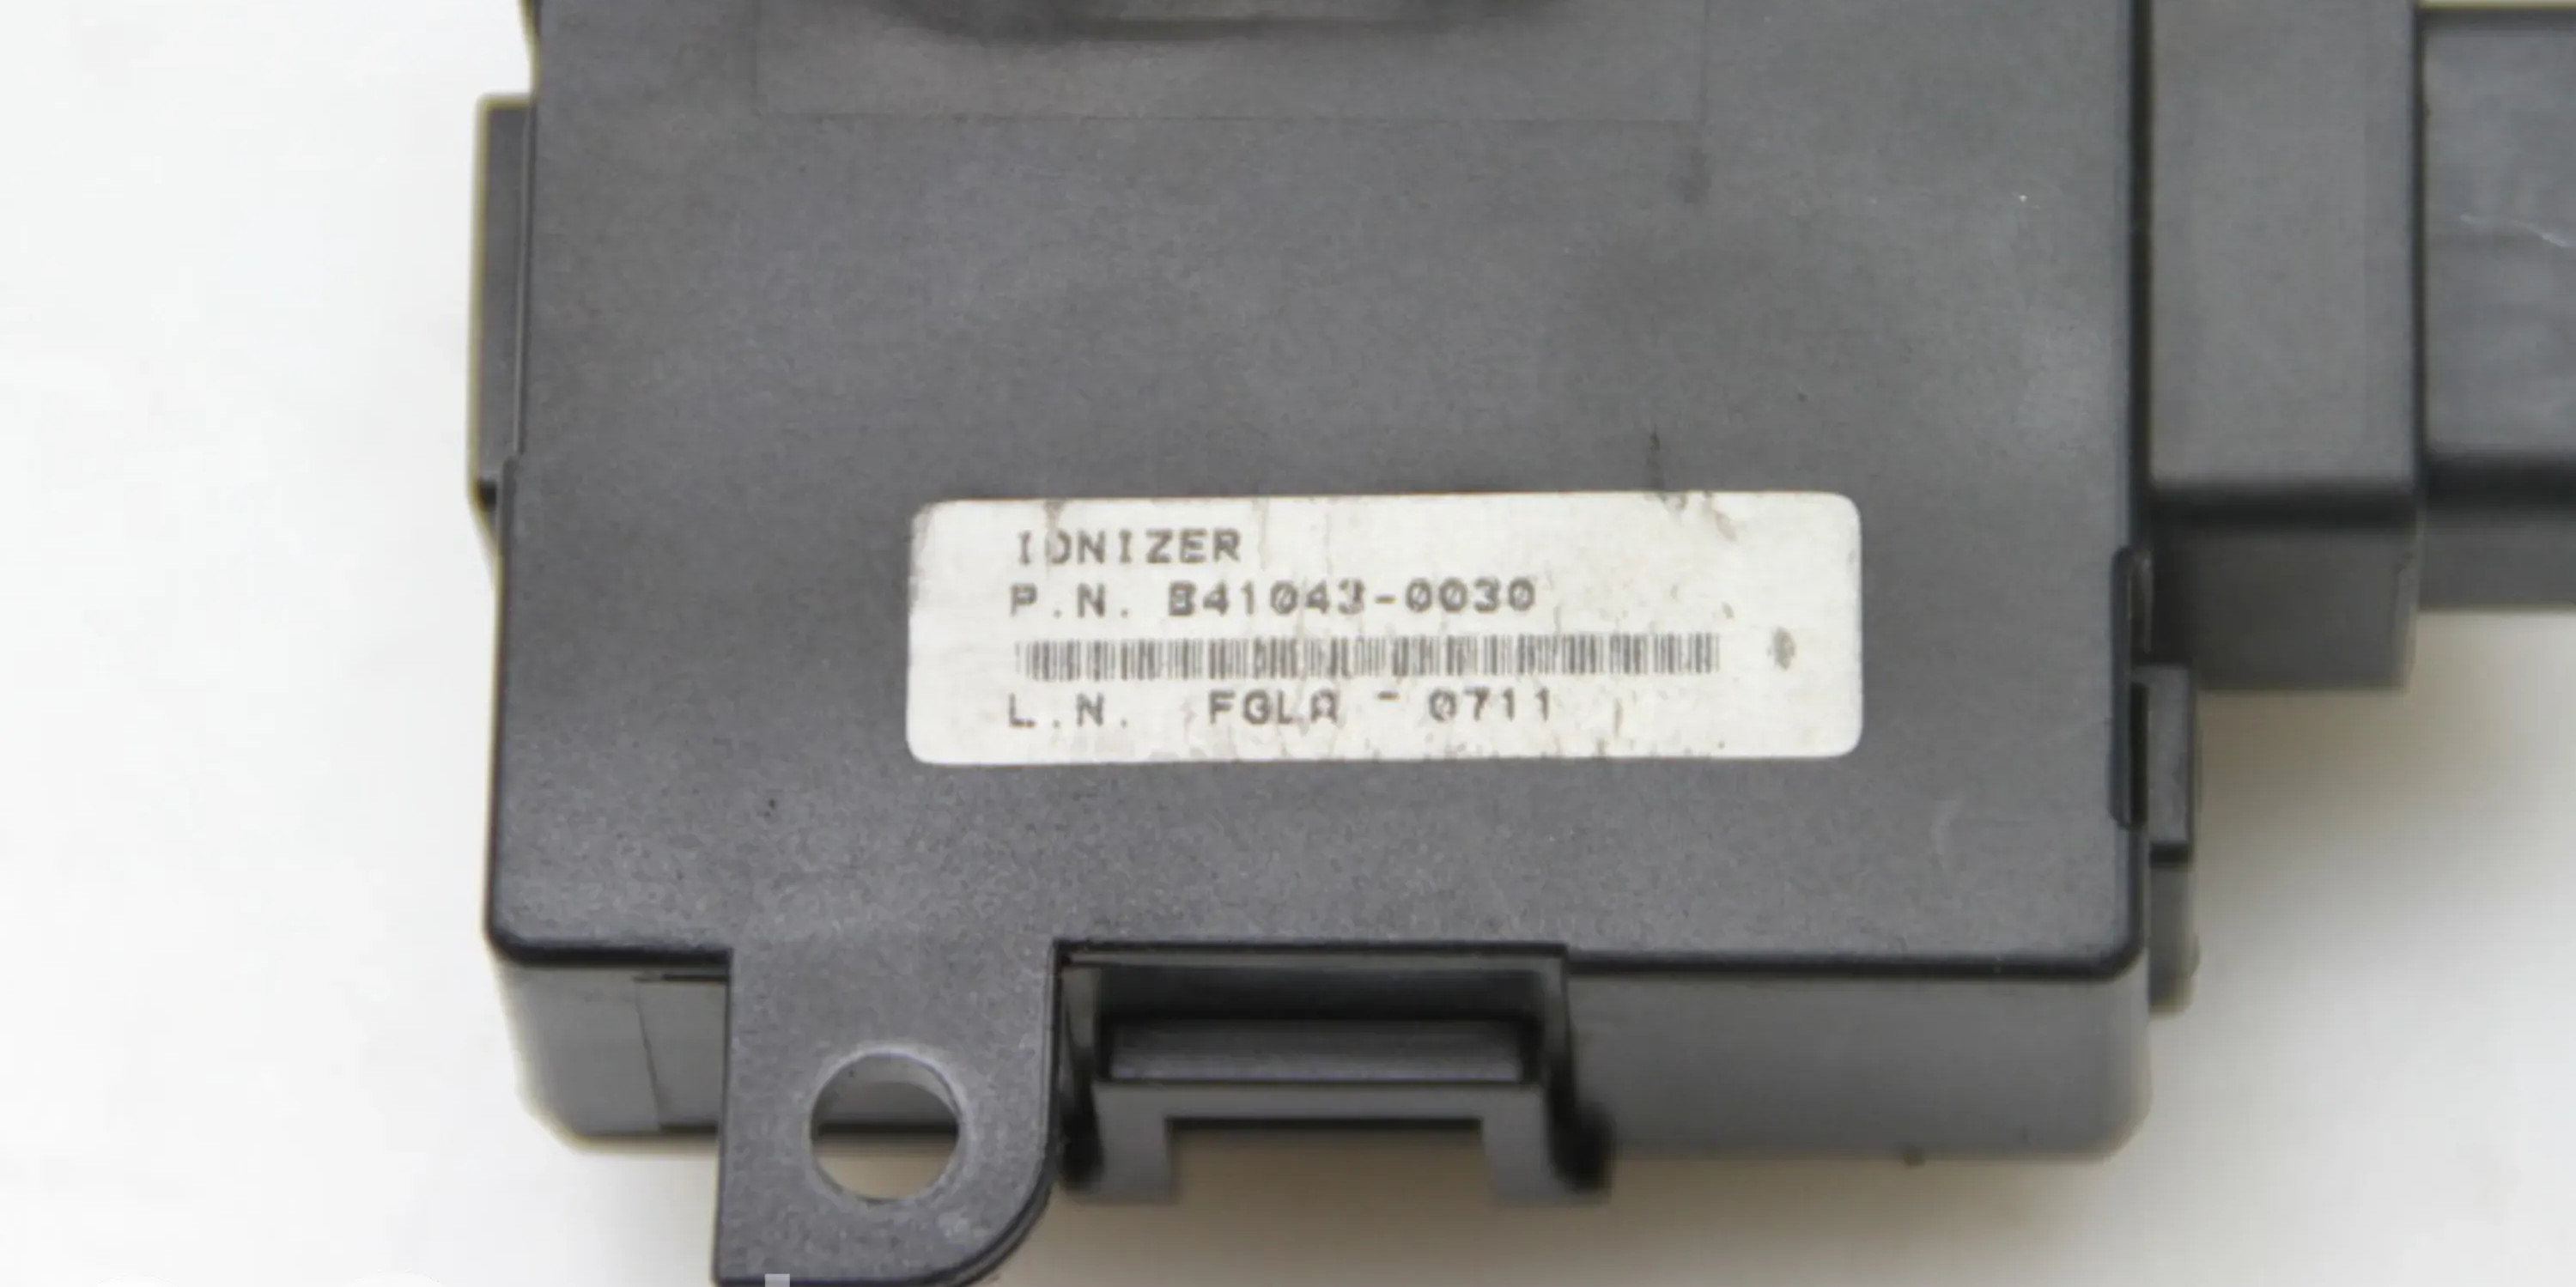 IONIZER
P.N. B41043-0030
L.N. FGLA - 0711